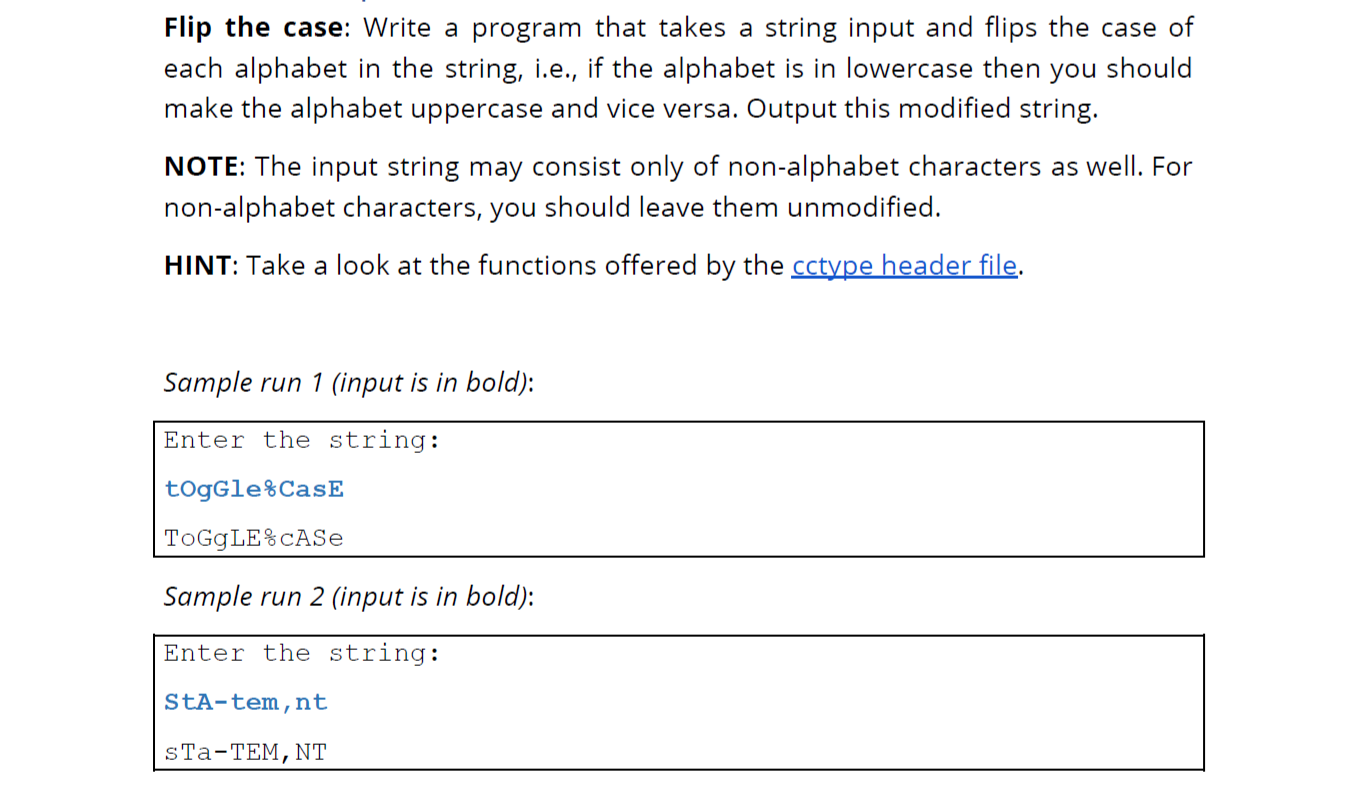 Flip the case: Write a program that takes a string input and flips the case of
each alphabet in the string, i.e., if the alphabet is in lowercase then you should
make the alphabet uppercase and vice versa. Output this modified string.
NOTE: The input string may consist only of non-alphabet characters as well. For
non-alphabet characters, you should leave them unmodified.
HINT: Take a look at the functions offered by the cctype header file.
Sample run 1 (input is in bold):
Enter the string:
tOgGle%CasE
ToGgLE%cASe
Sample run 2 (input is in bold):
Enter the string:
StA-tem,nt
sTa-TEM,NT